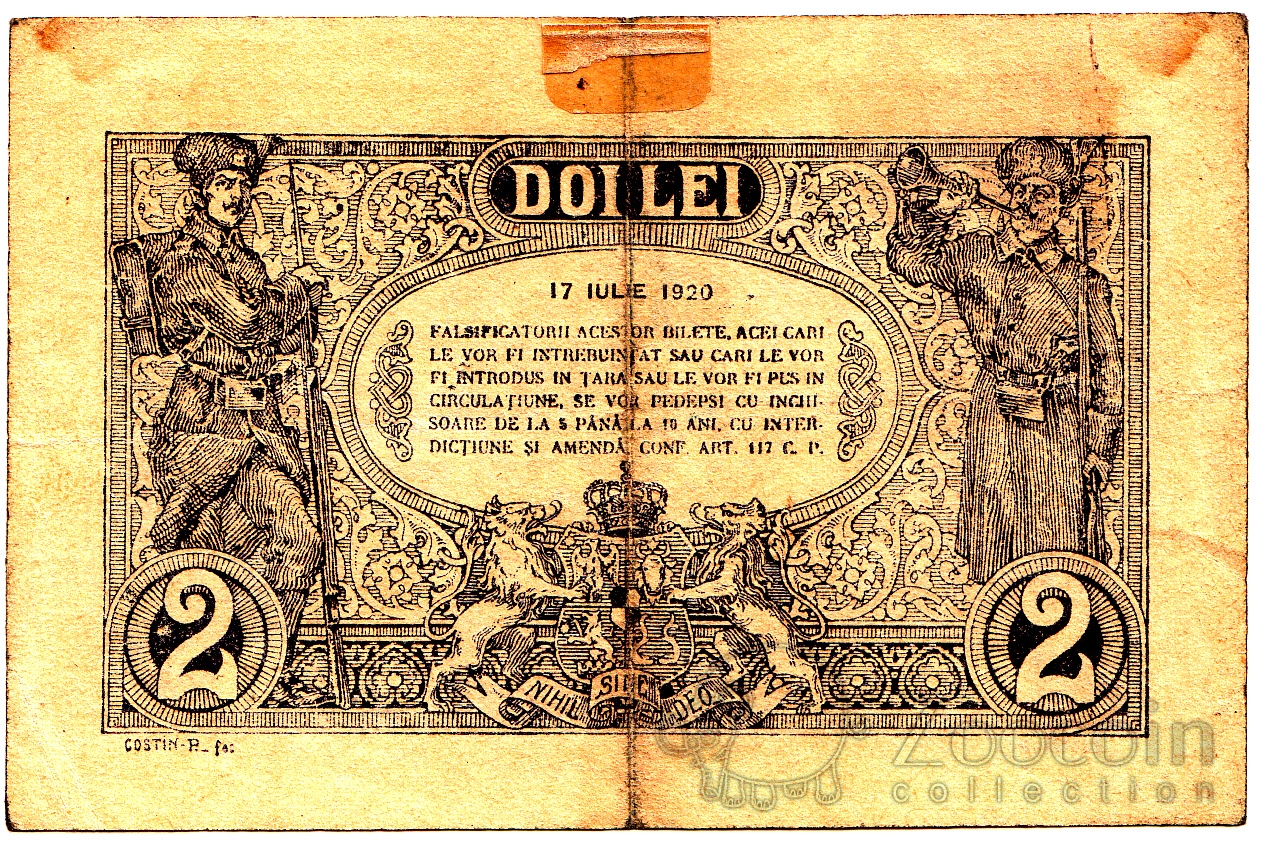 DOI LEI
17 IULIE 1920
FALSIFICATORII ACESTOR BILETE, ACEI CARI
LE VOR FI INTREBUINTAT SAU CARI LE VOR
FI INTRODUS IN ȚARA SAU LE VOR FI PUS IN
CIRCULAȚIUNE, SE VOR PEDEPSI CU INCHI-
SOARE DE LA 5 PÂNĂ LA 10 ANI, CU INTER-
DICȚIUNE ȘI AMENDĂ CONF. ART. 117 C. P.
2
2
NIHIL SINE DEO
COSTIN-P_ fec
Zoocoin
collection